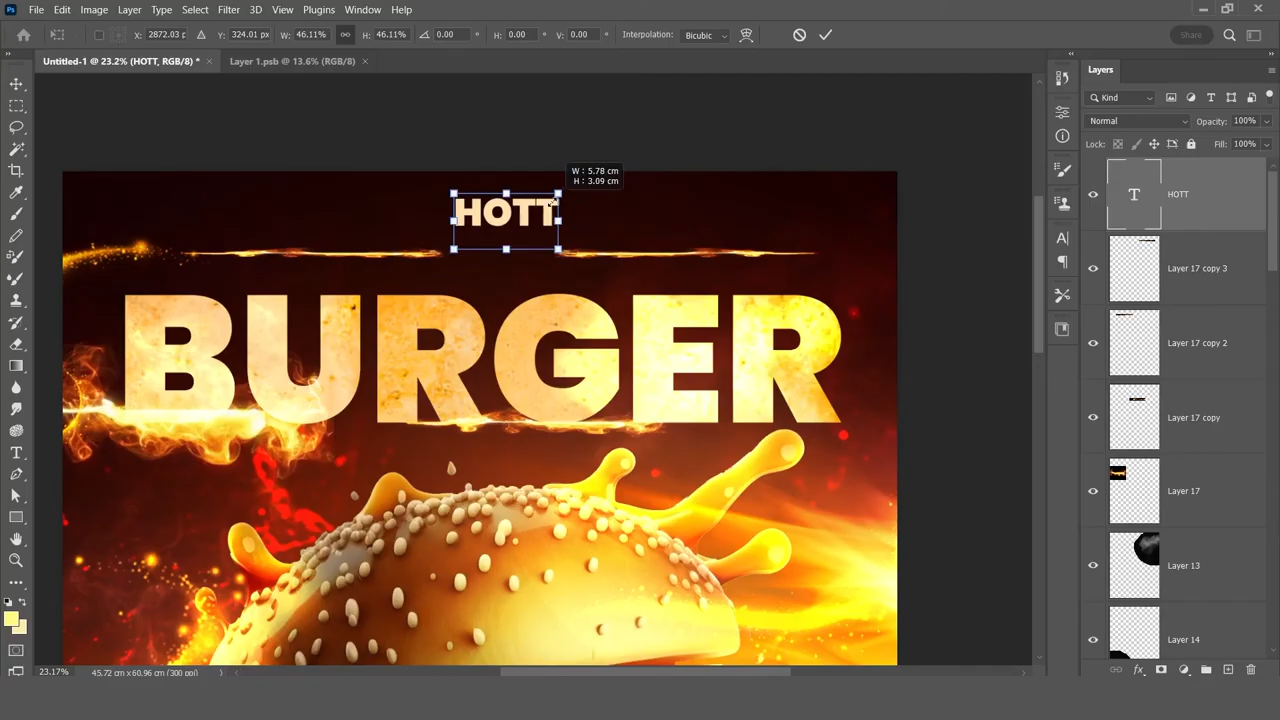 Ps File Edit Image Layer Type Select Filter 3D View Plugins Window Help
X: 2872.03 p Y: 324.01 px W: 46.11% H: 46.11% 0.00 ° H: 0.00 ° V: 0.00 ° Interpolation: Bicubic Share
Untitled-1 @ 23.2% (HOTT, RGB/8) * × Layer 1.psb @ 13.6% (RGB/8) ×
Layers
Kind
Normal Opacity: 100%
Lock: Fill: 100%
W : 5.78 cm
H : 3.09 cm
HOTT
BURGER
T HOTT
Layer 17 copy 3
Layer 17 copy 2
Layer 17 copy
Layer 17
Layer 13
Layer 14
23.17% 45.72 cm x 60.96 cm (300 ppi)